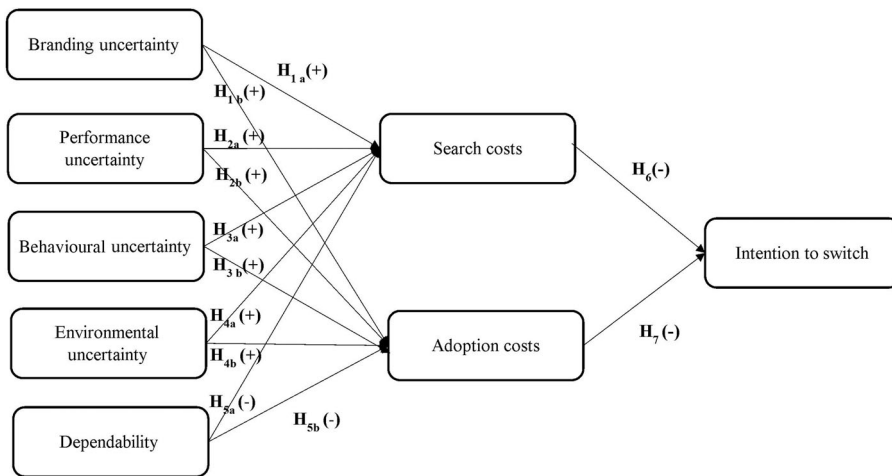 Branding uncertainty
Performance
uncertainty
Behavioural uncertainty
Environmental
uncertainty
Dependability
H1 a(+)
H1 b(+)
H2a(+)
H2b(+)
H3a(+)
H3 b(+)
H4a(+)
H4b(+)
H5a(-)
H5b(-)
Search costs
Adoption costs
H6(-)
H7(-)
Intention to switch